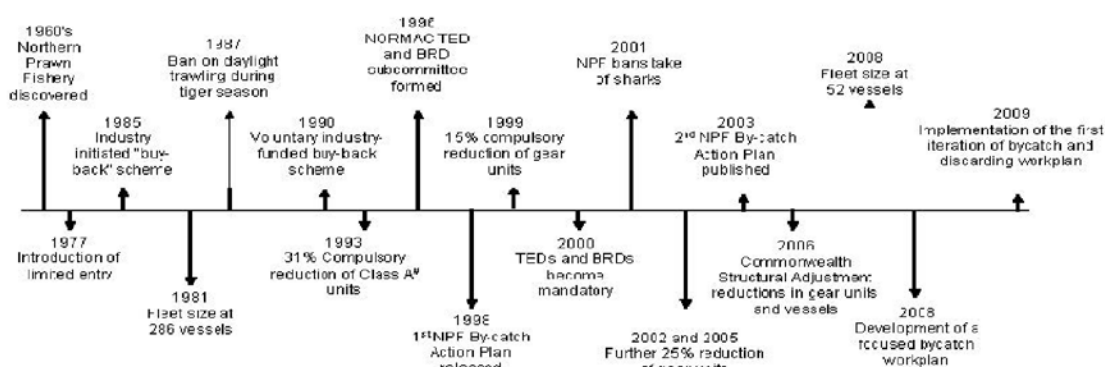 1960's
Northern
Prawn
Fishery
discovered
1977
Introduction of
limited entry
1985
Industry
initiated "buy-
back" scheme
1981
Fleet size at
286 vessels
1987
Ban on daylight
trawling during
tiger season
1990
Voluntary industry-
funded buy-back
scheme
1993
31% Compulsory
reduction of Class A#
units
1996
NORMAC TED
and BRD
subcommittee
formed
1998
1st NPF By-catch
Action Plan
released
1999
15% compulsory
reduction of gear
units
2000
TEDs and BRDs
become
mandatory
2001
NPF bans take
of sharks
2002 and 2005
Further 25% reduction
of gear units
2003
2nd NPF By-catch
Action Plan
published
2006
Commonwealth
Structural Adjustment
reductions in gear units
and vessels
2008
Fleet size at
52 vessels
2008
Development of a
focused bycatch
workplan
2009
Implementation of the first
iteration of bycatch and
discarding workplan